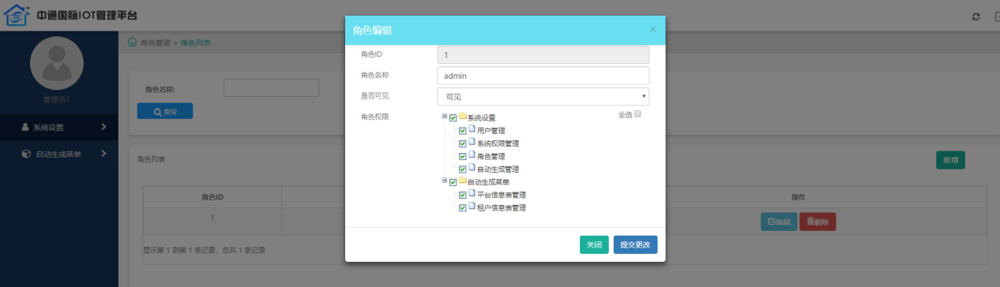 中通国脉IOT管理平台
角色管理 > 角色列表
管理员1
系统设置
自动生成菜单
角色名称:
查询
角色列表
新增
角色ID
操作
1
编辑
删除
显示第 1 到第 1 条记录，总共 1 条记录
角色编辑
×
角色ID
1
角色名称
admin
是否可见
可见
角色权限
全选
系统设置
用户管理
系统权限管理
角色管理
自动生成管理
自动生成菜单
平台信息表管理
租户信息表管理
关闭
提交更改